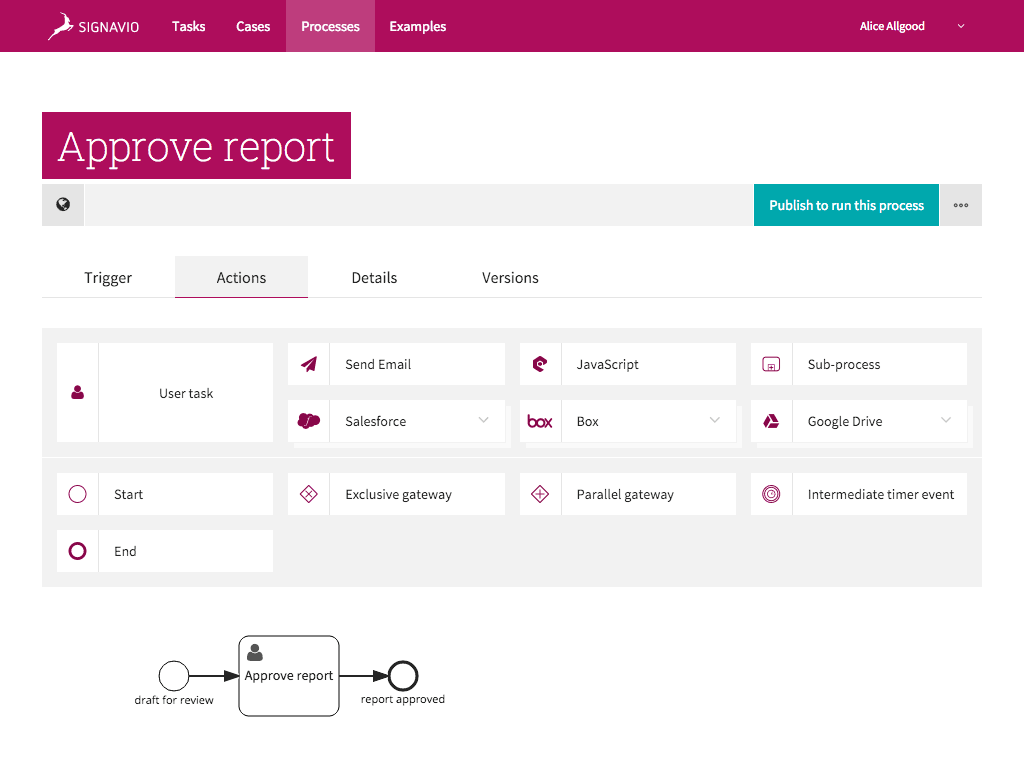 SIGNAVIO Tasks Cases Processes Examples Alice Allgood
Approve report
Publish to run this process
Trigger Actions Details Versions
User task
Send Email JavaScript Sub-process
Salesforce box Box Google Drive
Start Exclusive gateway Parallel gateway Intermediate timer event
End
Approve report
draft for review report approved